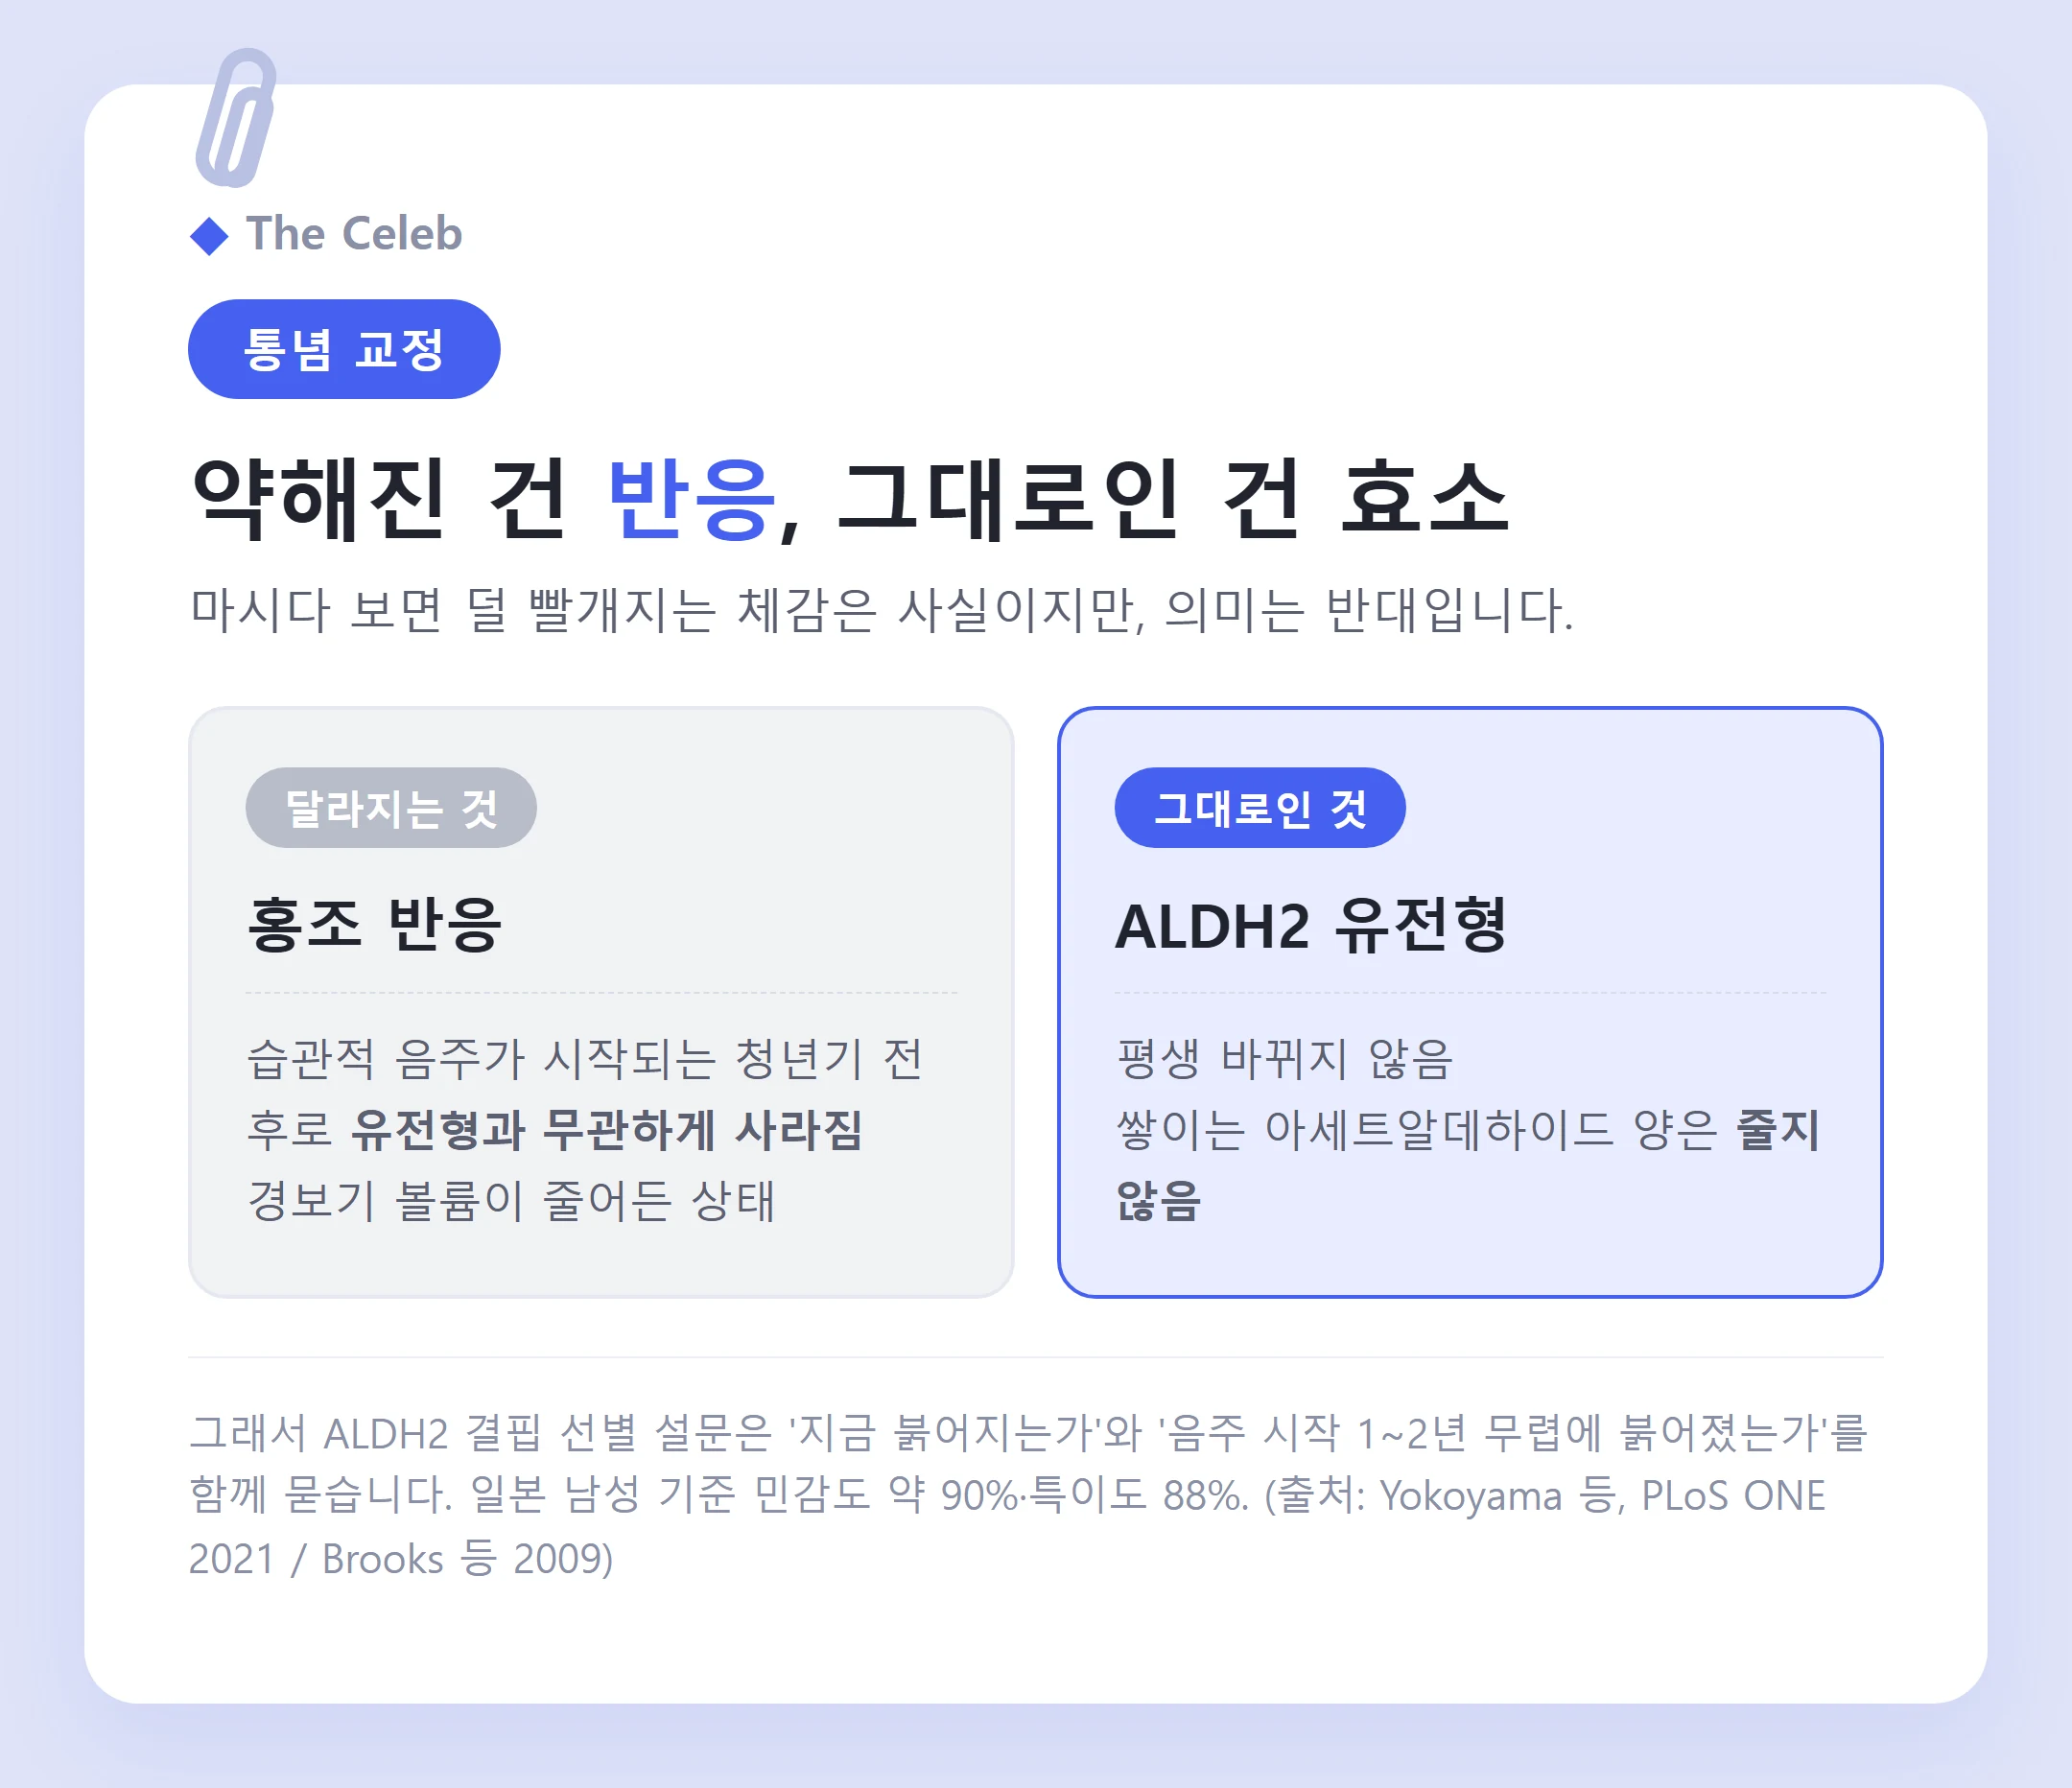 The Celeb
통념 교정
약해진 건 반응, 그대로인 건 효소
마시다 보면 덜 빨개지는 체감은 사실이지만, 의미는 반대입니다.
달라지는 것
홍조 반응
습관적 음주가 시작되는 청년기 전
후로 유전형과 무관하게 사라짐
경보기 볼륨이 줄어든 상태
그대로인 것
ALDH2 유전형
평생 바뀌지 않음
쌓이는 아세트알데하이드 양은 줄지
않음
그래서 ALDH2 결핍 선별 설문은 '지금 붉어지는가'와 '음주 시작 1~2년 무렵에 붉어졌는가'를
함께 묻습니다. 일본 남성 기준 민감도 약 90%·특이도 88%. (출처: Yokoyama 등, PLoS ONE
2021 / Brooks 등 2009)